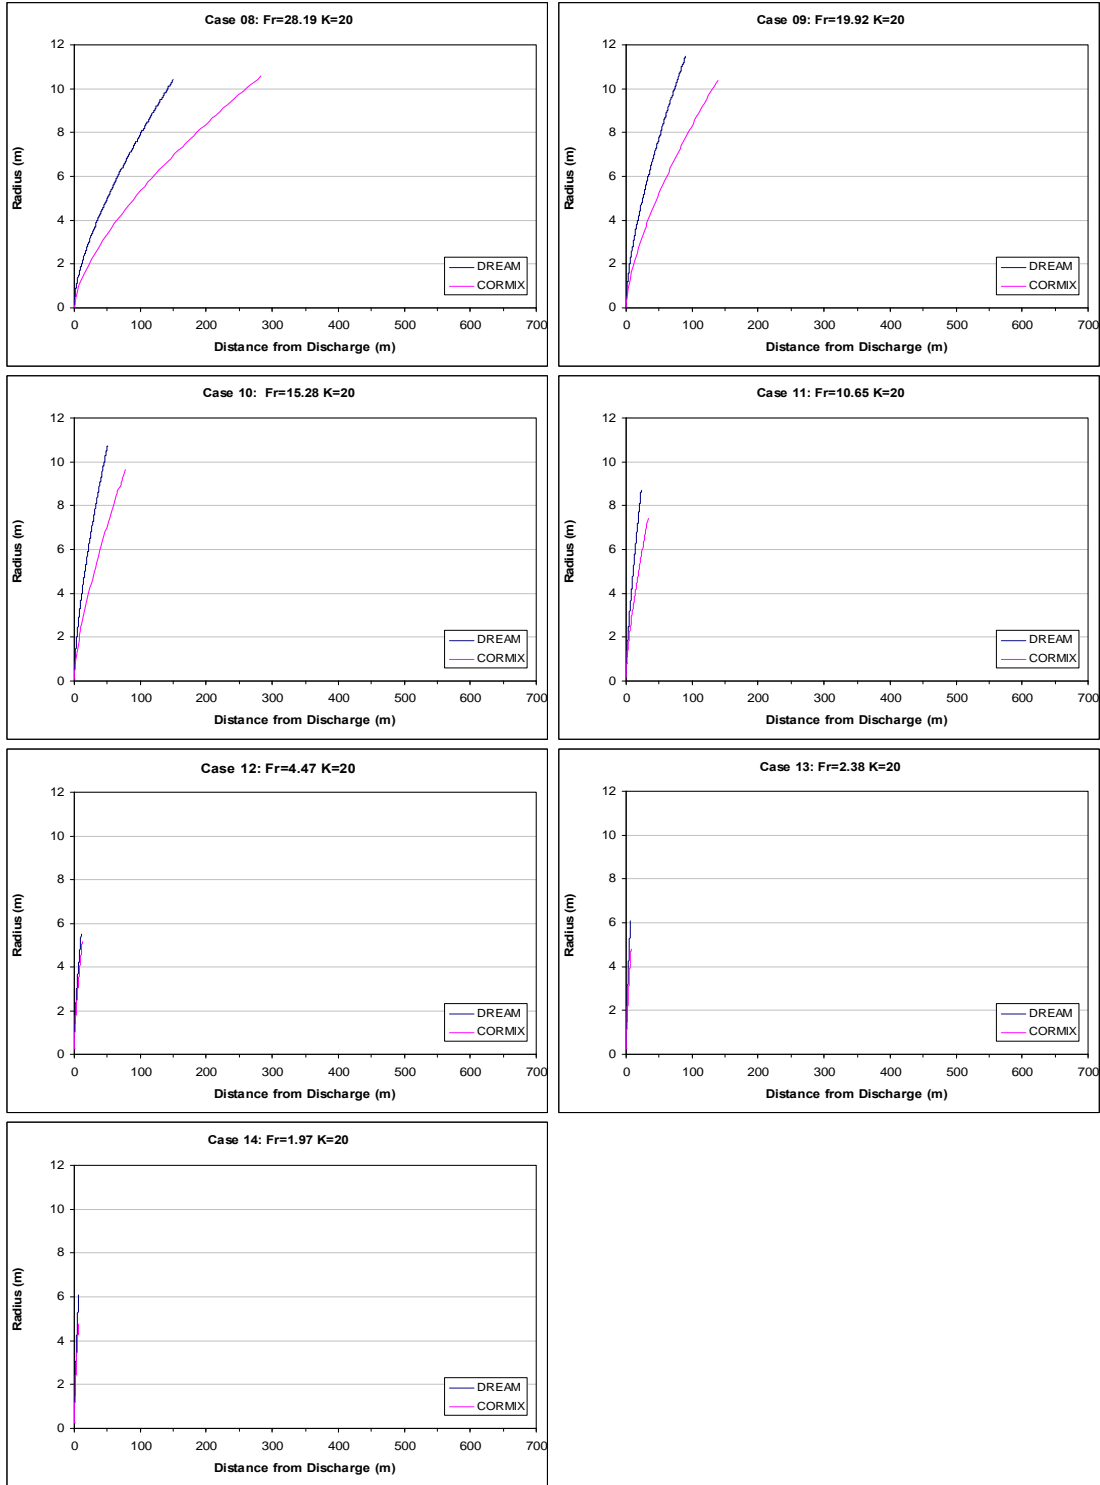 Case 08: Fr=28.19 K=20
12
10
8
6
4
2
0
Radius (m)
DREAM
CORMIX
0 100 200 300 400 500 600 700
Distance from Discharge (m)
Case 09: Fr=19.92 K=20
12
10
8
6
4
2
0
Radius (m)
DREAM
CORMIX
0 100 200 300 400 500 600 700
Distance from Discharge (m)
Case 10: Fr=15.28 K=20
12
10
8
6
4
2
0
Radius (m)
DREAM
CORMIX
0 100 200 300 400 500 600 700
Distance from Discharge (m)
Case 11: Fr=10.65 K=20
12
10
8
6
4
2
0
Radius (m)
DREAM
CORMIX
0 100 200 300 400 500 600 700
Distance from Discharge (m)
Case 12: Fr=4.47 K=20
12
10
8
6
4
2
0
Radius (m)
DREAM
CORMIX
0 100 200 300 400 500 600 700
Distance from Discharge (m)
Case 13: Fr=2.38 K=20
12
10
8
6
4
2
0
Radius (m)
DREAM
CORMIX
0 100 200 300 400 500 600 700
Distance from Discharge (m)
Case 14: Fr=1.97 K=20
12
10
8
6
4
2
0
Radius (m)
DREAM
CORMIX
0 100 200 300 400 500 600 700
Distance from Discharge (m)